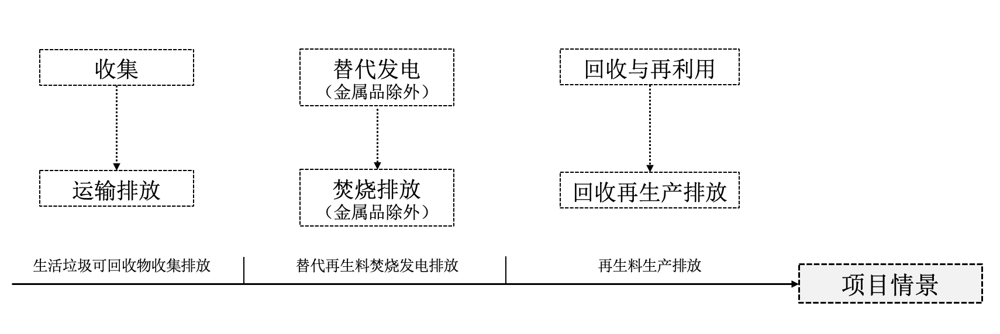 收集
替代发电
（金属品除外）
回收与再利用
运输排放
焚烧排放
（金属品除外）
回收再生产排放
生活垃圾可回收物收集排放
替代再生料焚烧发电排放
再生料生产排放
项目情景